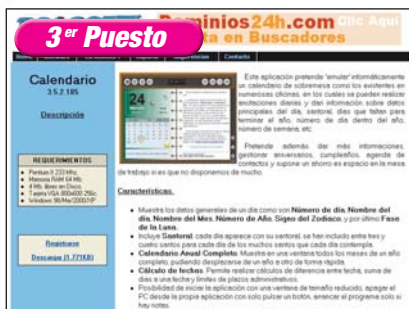 Dominios24h.com Clic Aquí
ta en Buscadores
3er Puesto
Contacto
Calendario
3.5.2.185
Descripción
REQUERIMIENTOS
Pentium II 233 Mhz
Memoria RAM 64 Mb.
4 Mb. libres en Disco
Tarjeta VGA 800x600 256c.
Windows 98/Me/2000/XP
Registrarse
Descargar (1.771KB)
24
Este aplicación pretende 'emular' informáticamente
un calendario de sobremesa como los existentes en
numerosas oficinas, en los cuales se pueden realizar
anotaciones diarias y dan información sobre datos
principales del día, santoral, días que faltan para
terminar el año, número de día dentro del año,
número de semana, etc.
Pretende además dar más informaciones,
gestionar aniversarios, cumpleaños, agenda de
contactos y supone un ahorro es espacio en la mesa
de trabajo si es que no disponemos de mucho.
Características.
Muestra los datos generales de un día como son Número de día, Nombre del
día, Nombre del Mes, Número de Año, Signo del Zodiaco, y por último Fase
de la Luna.
Incluye Santoral, cada día aparece con su santoral, se han incluido entre tres y
cuatro santos para cada día de los muchos santos que cada día contempla.
Calendario Anual Completo. Muestra en una ventana todos los meses de un año
completo, pudiendo desplazarse de un año a otro de forma rápida.
Cálculo de fechas. Permite realizar cálculos de diferencia entre fecha, suma de
días a una fecha y límites de plazos administrativos.
Posibilidad de iniciar la aplicación con una ventana de tamaño reducido, apagar el
PC desde la propia aplicación con solo pulsar un botón, arrancar el programa solo si
hay notas.